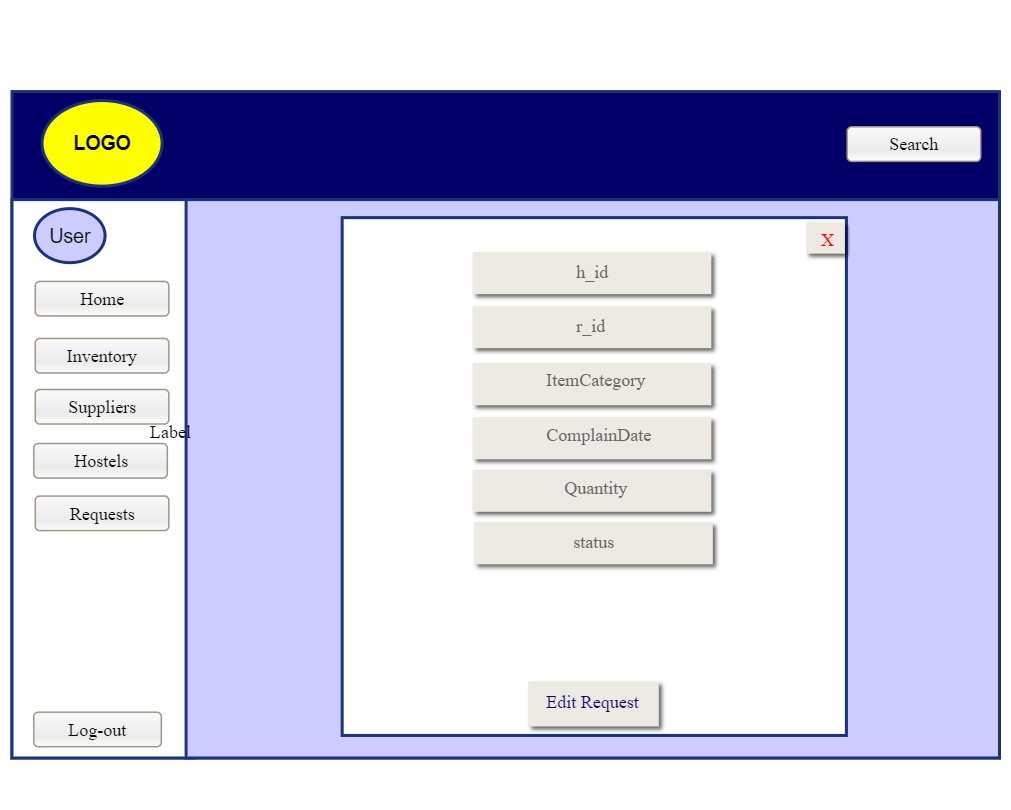 LOGO
Search
User
Home
Inventory
Suppliers
Label
Hostels
Requests
Log-out
X
h_id
r_id
ItemCategory
ComplainDate
Quantity
status
Edit Request